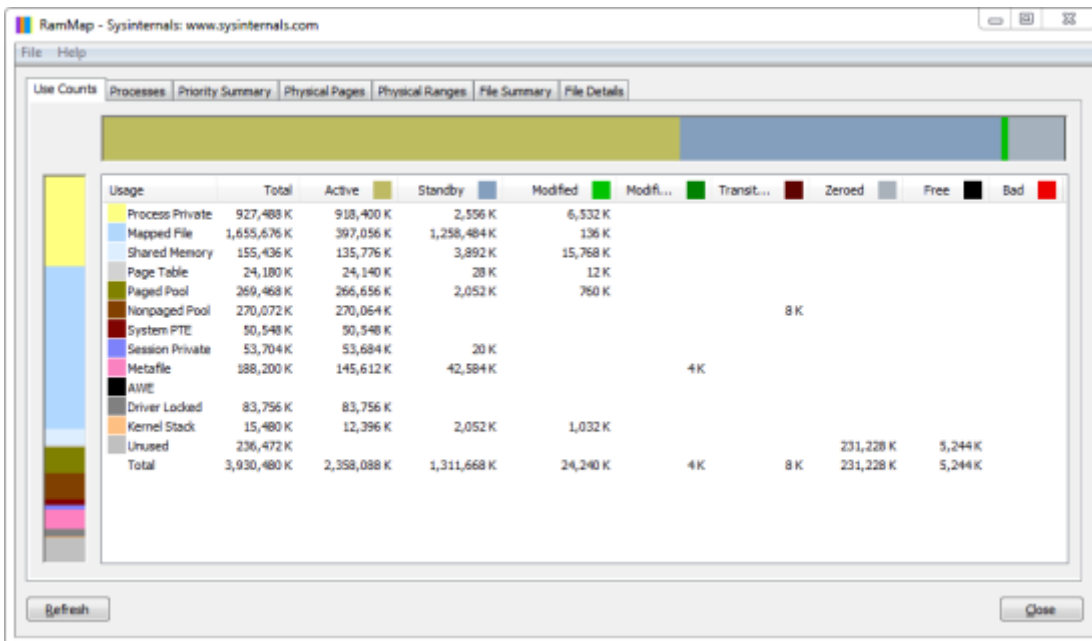 RamMap - Sysinternals: www.sysinternals.com
File Help
Use Counts Processes Priority Summary Physical Pages Physical Ranges File Summary File Details
Usage Total Active Standby Modified Modifi... Transit... Zeroed Free Bad
Process Private 927,488 K 918,400 K 2,556 K 6,532 K
Mapped File 1,655,676 K 397,056 K 1,258,484 K 136 K
Shared Memory 155,436 K 135,776 K 3,892 K 15,768 K
Page Table 24,180 K 24,140 K 28 K 12 K
Paged Pool 269,468 K 266,656 K 2,052 K 760 K
Nonpaged Pool 270,072 K 270,064 K 8 K
System PTE 50,548 K 50,548 K
Session Private 53,704 K 53,684 K 20 K
Metafile 188,200 K 145,612 K 42,584 K 4 K
AWE
Driver Locked 83,756 K 83,756 K
Kernel Stack 15,480 K 12,396 K 2,052 K 1,032 K
Unused 236,472 K 231,228 K 5,244 K
Total 3,930,480 K 2,358,088 K 1,311,668 K 24,240 K 4 K 8 K 231,228 K 5,244 K
Refresh Close